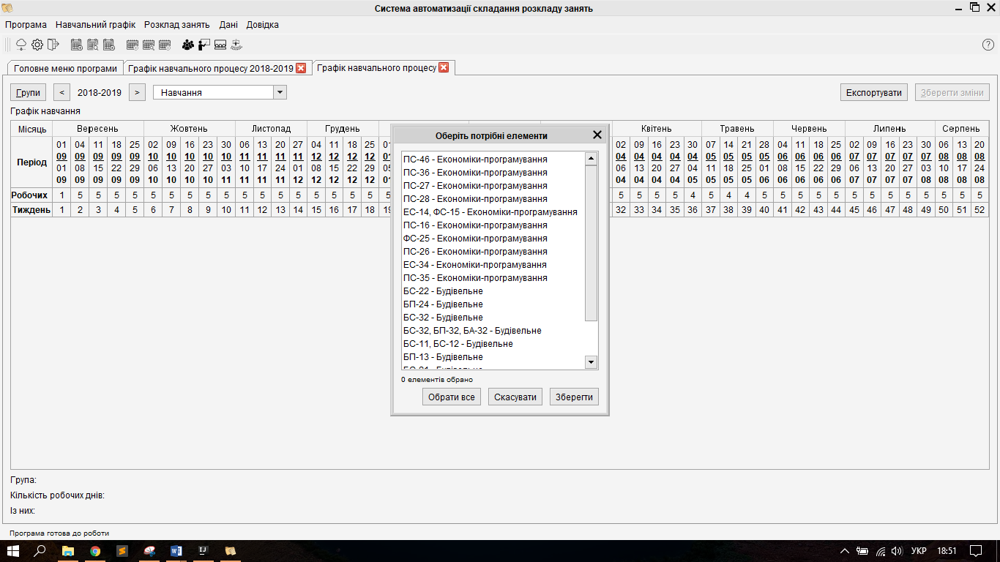 Система автоматизації складання розкладу занять
Програма Навчальний графік Розклад занять Дані Довідка
Головне меню програми Графік навчального процесу 2018-2019 Графік навчального процесу
Групи < 2018-2019 > Навчання Експортувати Зберегти зміни
Графік навчання
Місяць Вересень Жовтень Листопад Грудень Квітень Травень Червень Липень Серпень
01 04 11 18 25 02 09 16 23 30 06 13 20 27 04 11 18 25 02 09 16 23 30 07 14 21 28 04 11 18 25 02 09 16 23 30 06 13 20
Період 09 09 09 09 09 10 10 10 10 10 11 11 11 11 12 12 12 12 01 04 04 04 04 04 05 05 05 05 06 06 06 06 07 07 07 07 07 08 08 08
01 08 15 22 29 06 13 20 27 03 10 17 24 01 08 15 22 29 06 13 20 27 04 11 18 25 01 08 15 22 29 06 13 20 27 03 10 17 24
09 09 09 09 09 10 10 10 10 11 11 11 11 12 12 12 12 12 01 04 04 04 04 05 05 05 05 06 06 06 06 06 07 07 07 07 08 08 08 08
Робочих 1 5 5 5 5 5 5 5 5 5 5 5 5 5 5 5 5 5 5 5 5 5 5 4 5 4 4 5 5 5 5 5 5 5 5 5 5 5 5 5
Тиждень 1 2 3 4 5 6 7 8 9 10 11 12 13 14 15 16 17 18 32 33 34 35 36 37 38 39 40 41 42 43 44 45 46 47 48 49 50 51 52
Оберіть потрібні елементи
ПС-46 - Економіки-програмування
ПС-36 - Економіки-програмування
ПС-27 - Економіки-програмування
ПС-28 - Економіки-програмування
ЕС-14, ФС-15 - Економіки-програмування
ПС-16 - Економіки-програмування
ФС-25 - Економіки-програмування
ПС-26 - Економіки-програмування
ЕС-34 - Економіки-програмування
ПС-35 - Економіки-програмування
БС-22 - Будівельне
БП-24 - Будівельне
БС-32 - Будівельне
БС-32, БП-32, БА-32 - Будівельне
БС-11, БС-12 - Будівельне
БП-13 - Будівельне
0 елементів обрано
Обрати все Скасувати Зберегти
Група:
Кількість робочих днів:
Із них:
Програма готова до роботи
УКР 18:51